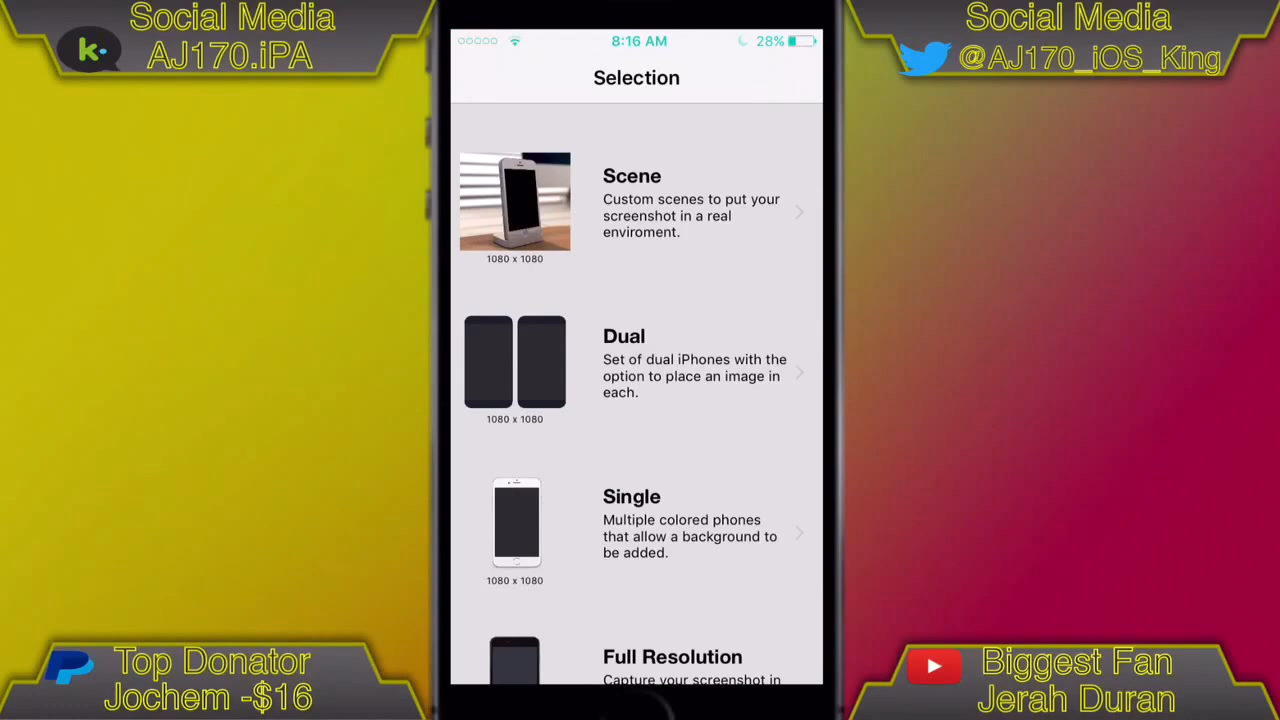 Social Media
AJ170.iPA
Social Media
@AJ170_iOS_King
8:16 AM
28%
Selection
Scene
Custom scenes to put your
screenshot in a real
enviroment.
1080 x 1080
Dual
Set of dual iPhones with the
option to place an image in
each.
1080 x 1080
Single
Multiple colored phones
that allow a background to
be added.
1080 x 1080
Full Resolution
Capture your screenshot in
k
Top Donator
Jochem -$16
Biggest Fan
Jerah Duran